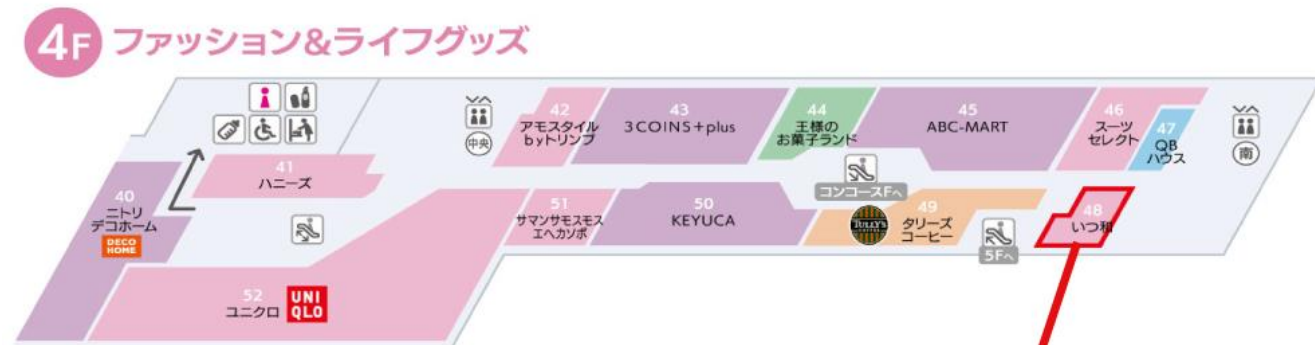 4F ファッション&ライフグッズ
40
ニトリ
デコホーム
DECO
HOME
41
ハニーズ
中央
42
アモスタイル
byトリンプ
43
3COINS+plus
44
王様の
お菓子ランド
45
ABC-MART
46
スーツ
セレクト
47
QB
ハウス
南
コンコースFへ
52
ユニクロ
UNI
QLO
51
サマンサモスモス
エヘカソポ
50
KEYUCA
TULLY'S
COFFEE
49
タリーズ
コーヒー
5Fへ
48
いつ和